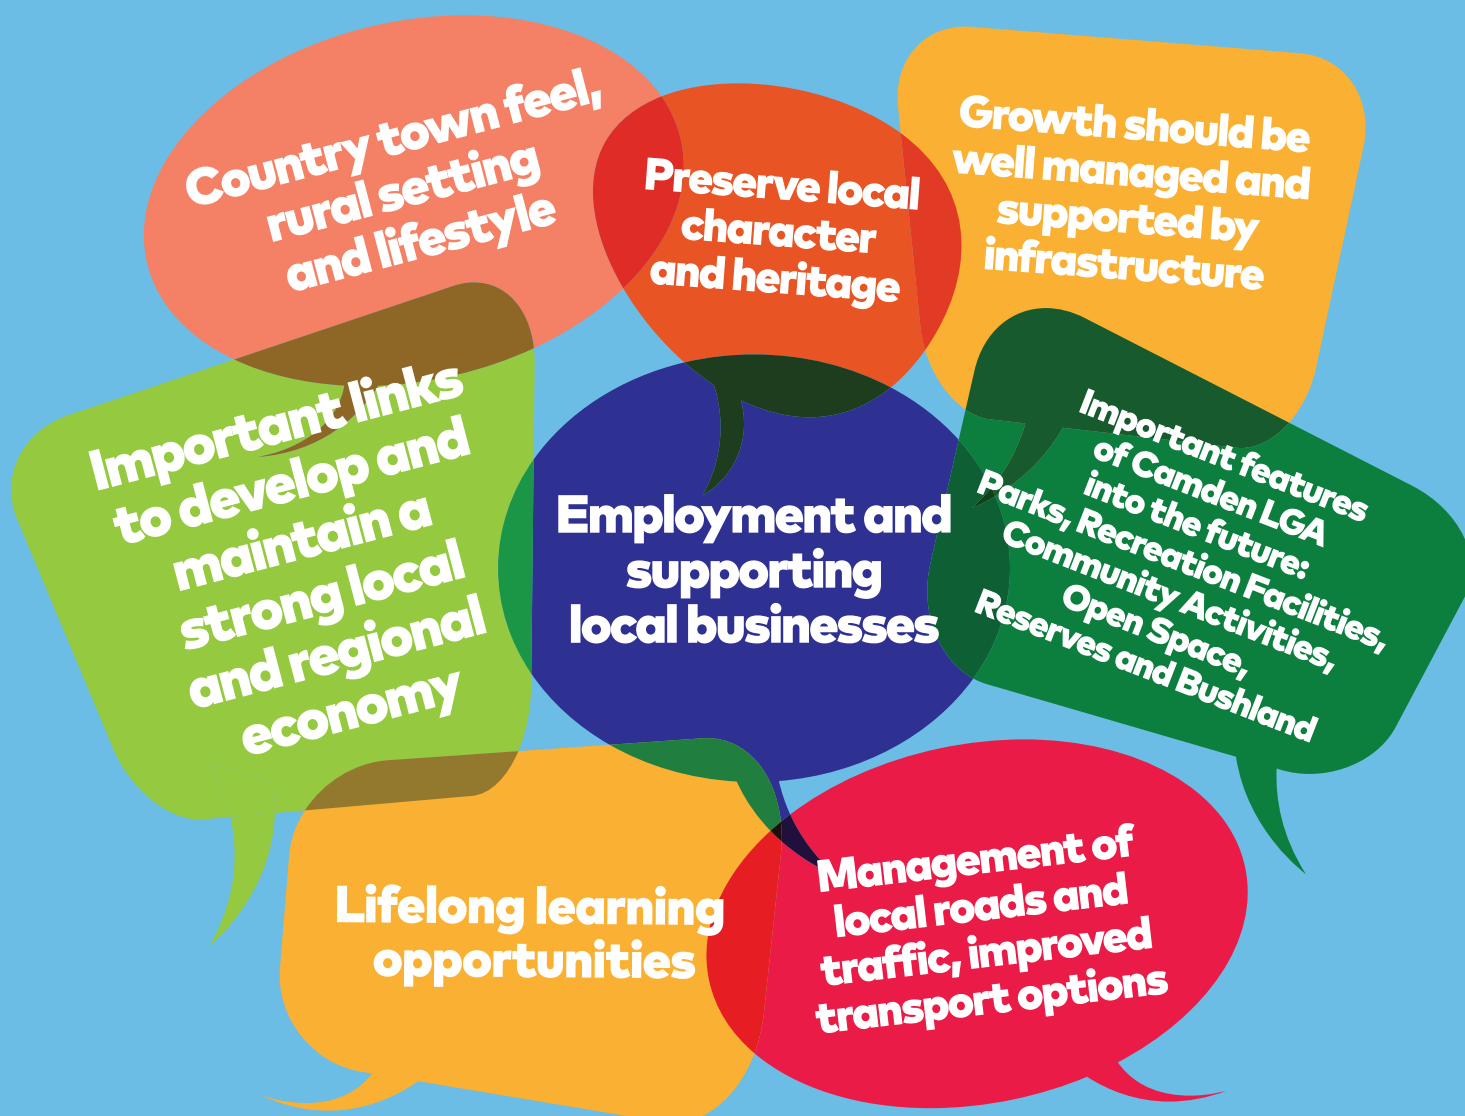 Country town feel,
rural setting
and lifestyle
Preserve local
character
and heritage
Growth should be
well managed and
supported by
infrastructure
Important links
to develop and
maintain a
strong local
and regional
economy
Employment and
supporting
local businesses
Important features
of Camden LGA
into the future:
Parks, Recreation Facilities,
Community Activities,
Open Space,
Reserves and Bushland
Lifelong learning
opportunities
Management of
local roads and
traffic, improved
transport options